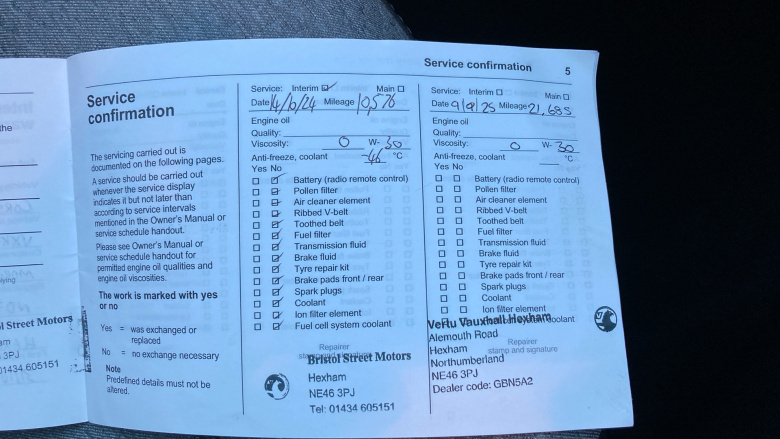 Service confirmation
5
the
3PJ
01434 605151
Service
confirmation
The servicing carried out is
documented on the following pages.
A service should be carried out
whenever the service display
indicates it but not later than
according to service intervals
mentioned in the Owner's Manual or
service schedule handout.
Please see Owner's Manual or
service schedule handout for
permitted engine oil qualities and
engine oil viscosities.
The work is marked with yes
or no
Yes = was exchanged or
replaced
No = no exchange necessary
Note
Predefined details must not be
altered.
Service: Interim Main
Date Mileage 10,576
Engine oil
Quality:
Viscosity: 0 W- 30
Anti-freeze, coolant -46 °C
Yes No
Battery (radio remote control)
Pollen filter
Air cleaner element
Ribbed V-belt
Toothed belt
Fuel filter
Transmission fluid
Brake fluid
Tyre repair kit
Brake pads front / rear
Spark plugs
Coolant
Ion filter element
Fuel cell system coolant
Repairer
stamp and signature
Bristol Street Motors
Hexham
NE46 3PJ
Tel: 01434 605151
Service: Interim Main
Date 9/9/25 Mileage 21,685
Engine oil
Quality:
Viscosity: 0 W- 30
Anti-freeze, coolant °C
Yes No
Battery (radio remote control)
Pollen filter
Air cleaner element
Ribbed V-belt
Toothed belt
Fuel filter
Transmission fluid
Brake fluid
Tyre repair kit
Brake pads front / rear
Spark plugs
Coolant
Ion filter element
coolant
Vertu Vauxhall Hexham
Alemouth Road
Repairer
stamp and signature
Hexham
Northumberland
NE46 3PJ
Dealer code: GBN5A2